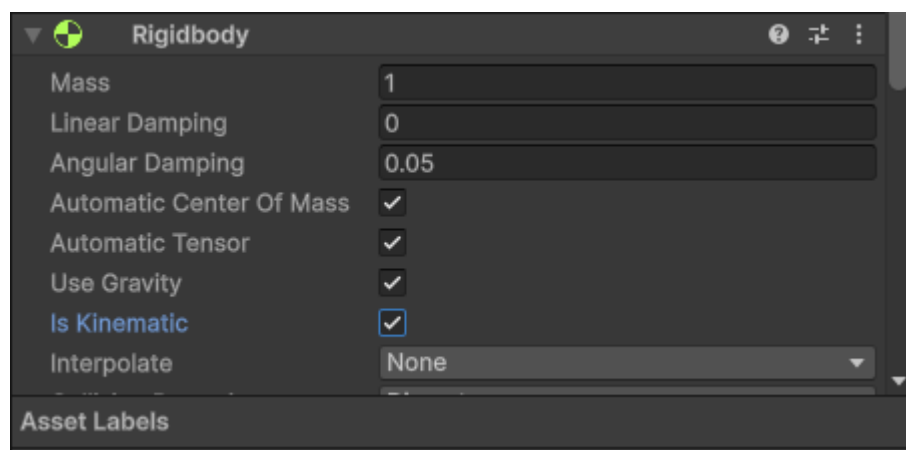 Rigidbody
Mass 1
Linear Damping 0
Angular Damping 0.05
Automatic Center Of Mass
Automatic Tensor
Use Gravity
Is Kinematic
Interpolate None
Asset Labels